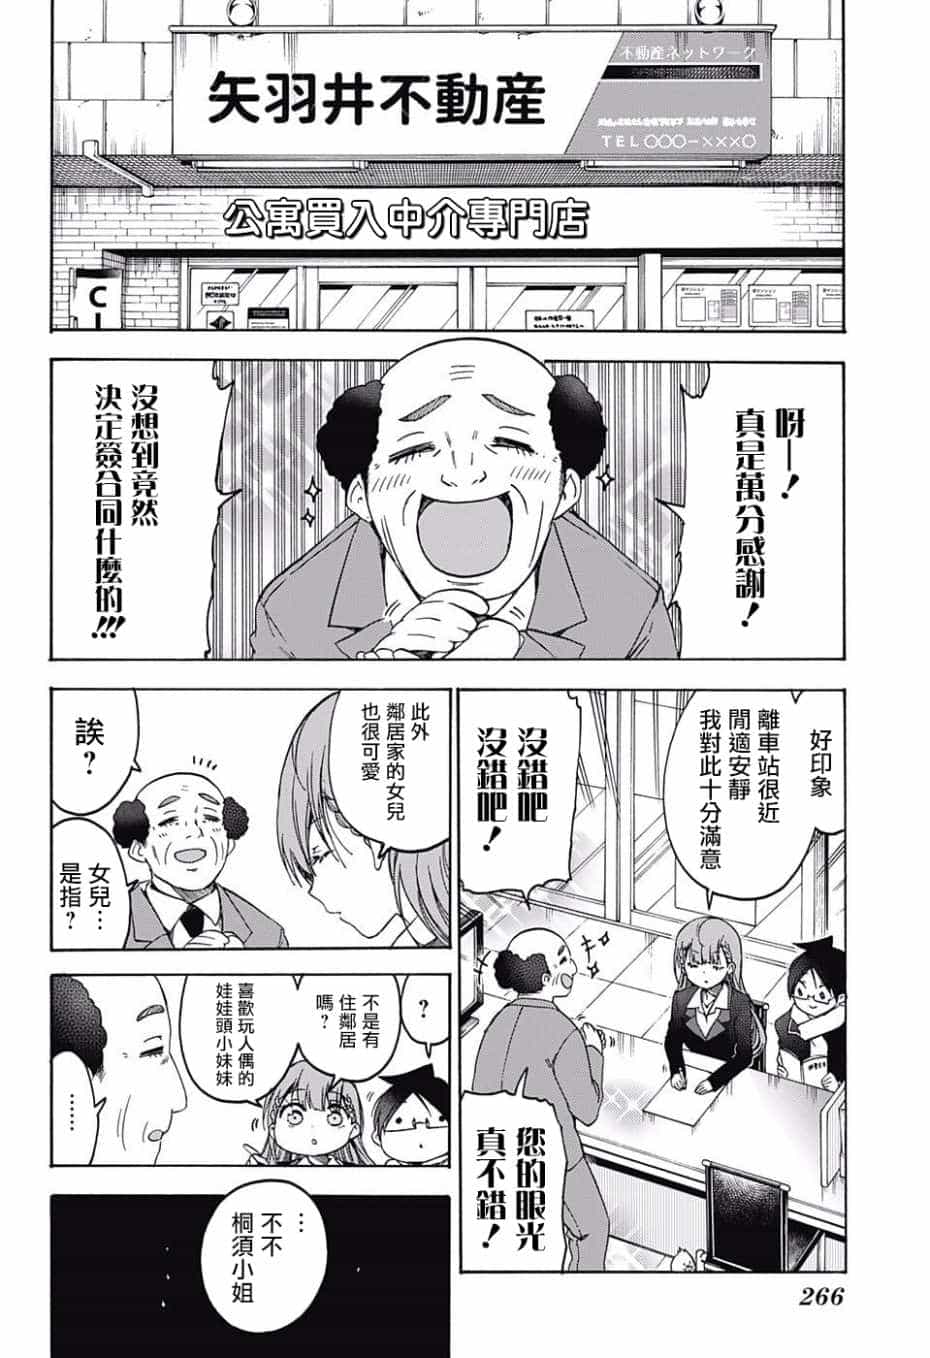 不動産ネットワーク
矢羽井不動産
TEL〇〇〇-×××〇
公寓買入中介專門店
C
呀—！
真是萬分感謝！
沒想到竟然
決定簽合同什麼的!!!
好印象
離車站很近
閒適安靜
我對此十分滿意
沒錯吧
沒錯吧！
您的眼光
真不錯！
此外
鄰居家的女兒
也很可愛
誒？
女兒…
是指？
？
不是有
住鄰居
嗎？
喜歡玩人偶的
娃娃頭小妹妹
……
…
不不
桐須小姐
266